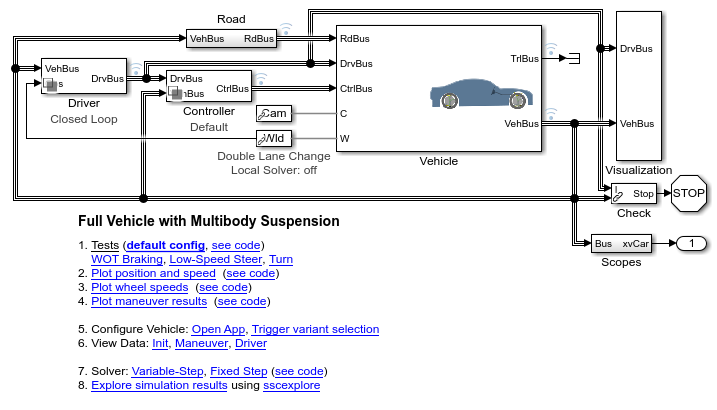 Road
VehBus RdBus
RdBus
DrvBus
CtrlBus
C
W
TrlBus
VehBus
Vehicle
VehBus
s
DrvBus
Driver
Closed Loop
DrvBus
nBus
CtrlBus
Controller
Default
Cam
Wld
Double Lane Change
Local Solver: off
DrvBus
VehBus
Visualization
Stop
Check
STOP
Bus xvCar
Scopes
1
Full Vehicle with Multibody Suspension
1. Tests (default config, see code)
WOT Braking, Low-Speed Steer, Turn
2. Plot position and speed (see code)
3. Plot wheel speeds (see code)
4. Plot maneuver results (see code)
5. Configure Vehicle: Open App, Trigger variant selection
6. View Data: Init, Maneuver, Driver
7. Solver: Variable-Step, Fixed Step (see code)
8. Explore simulation results using sscexplore